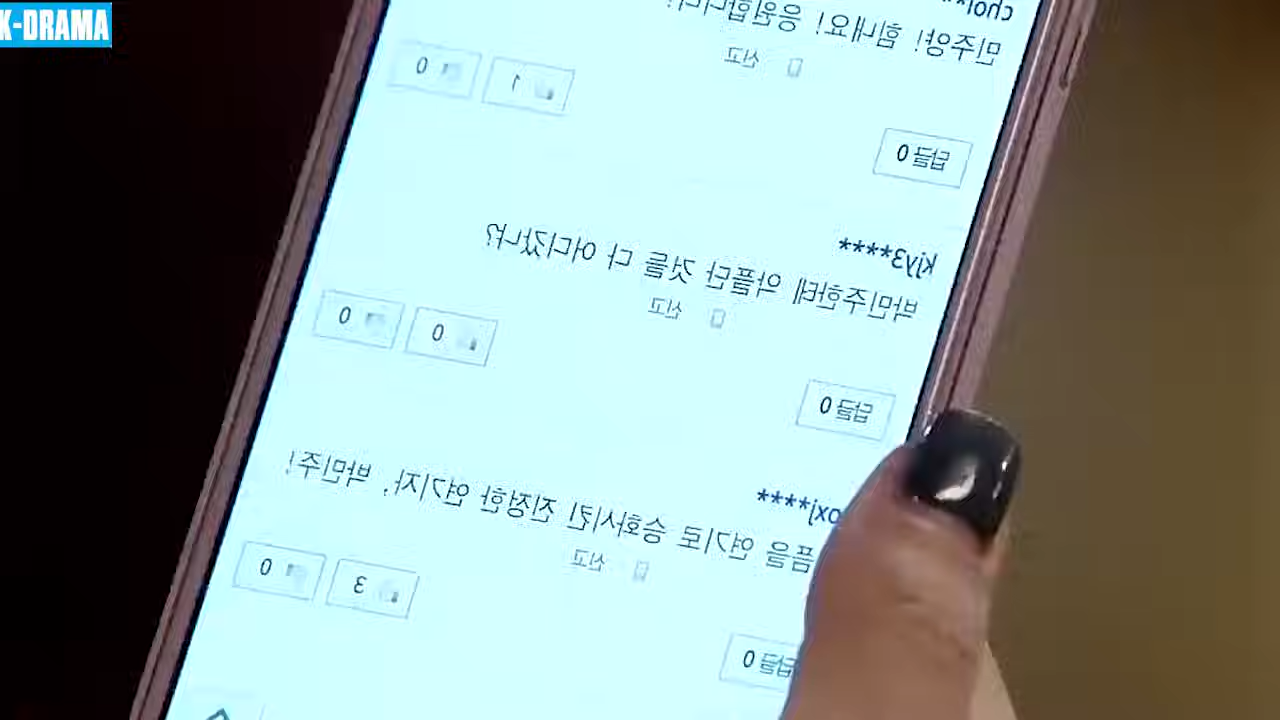 K-DRAMA
민주양! 힘내요! 응원합니다!
신고
1 0
답글 0
kjy3*****
박민주한테 악플단 것들 다 어디갔냐?
신고
0 0
답글 0
oxj*****
픔을 연기로 승화시킨 진정한 연기자, 박민주!
신고
3 0
답글 0